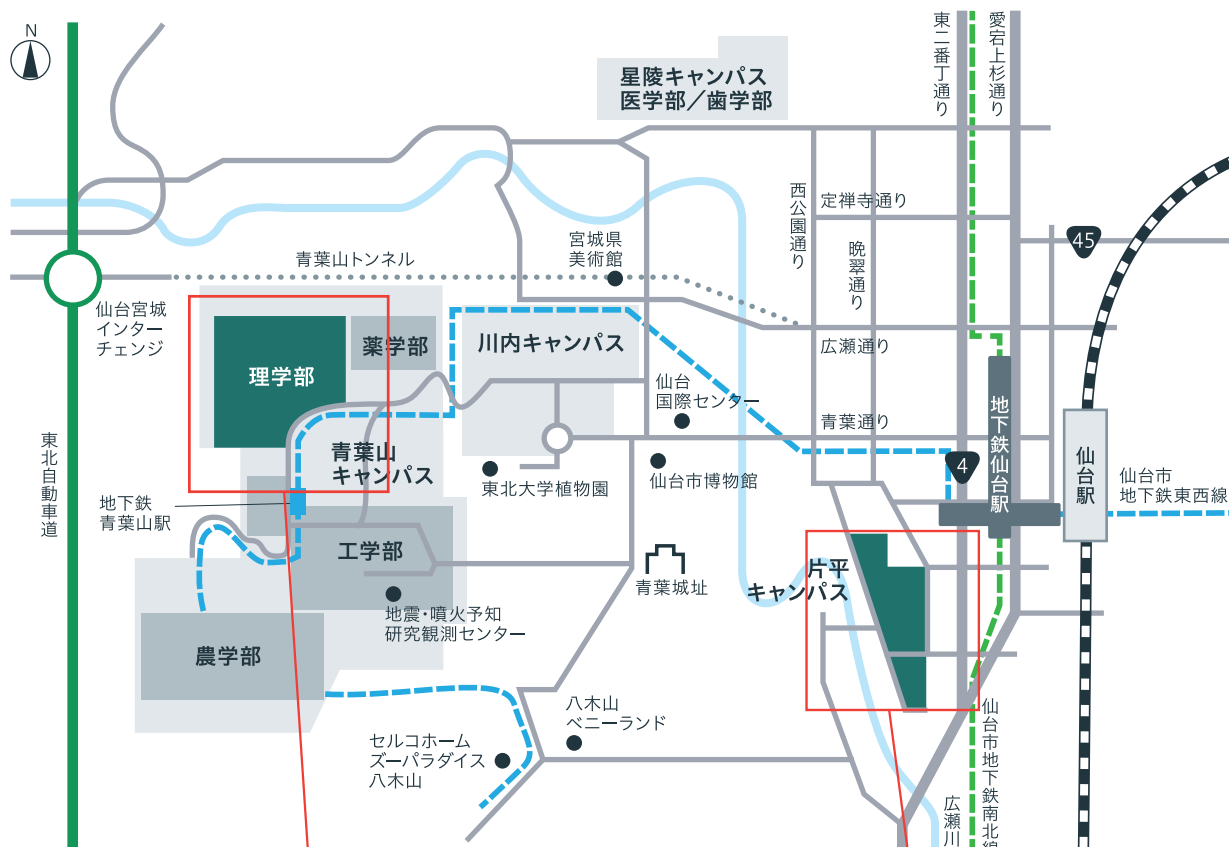 N
東二番丁通り
愛宕上杉通り
星陵キャンパス
医学部／歯学部
西公園通り
定禅寺通り
晩翠通り
45
宮城県
美術館
青葉山トンネル
仙台宮城
インター
チェンジ
薬学部
川内キャンパス
広瀬通り
理学部
仙台
国際センター
地下鉄仙台駅
青葉通り
東北自動車道
青葉山
キャンパス
4
仙台駅
仙台市
地下鉄東西線
東北大学植物園
仙台市博物館
地下鉄
青葉山駅
工学部
片平
キャンパス
青葉城址
地震・噴火予知
研究観測センター
農学部
八木山
ベニーランド
仙台市地下鉄南北線
セルコホーム
ズーパラダイス
八木山
広瀬川